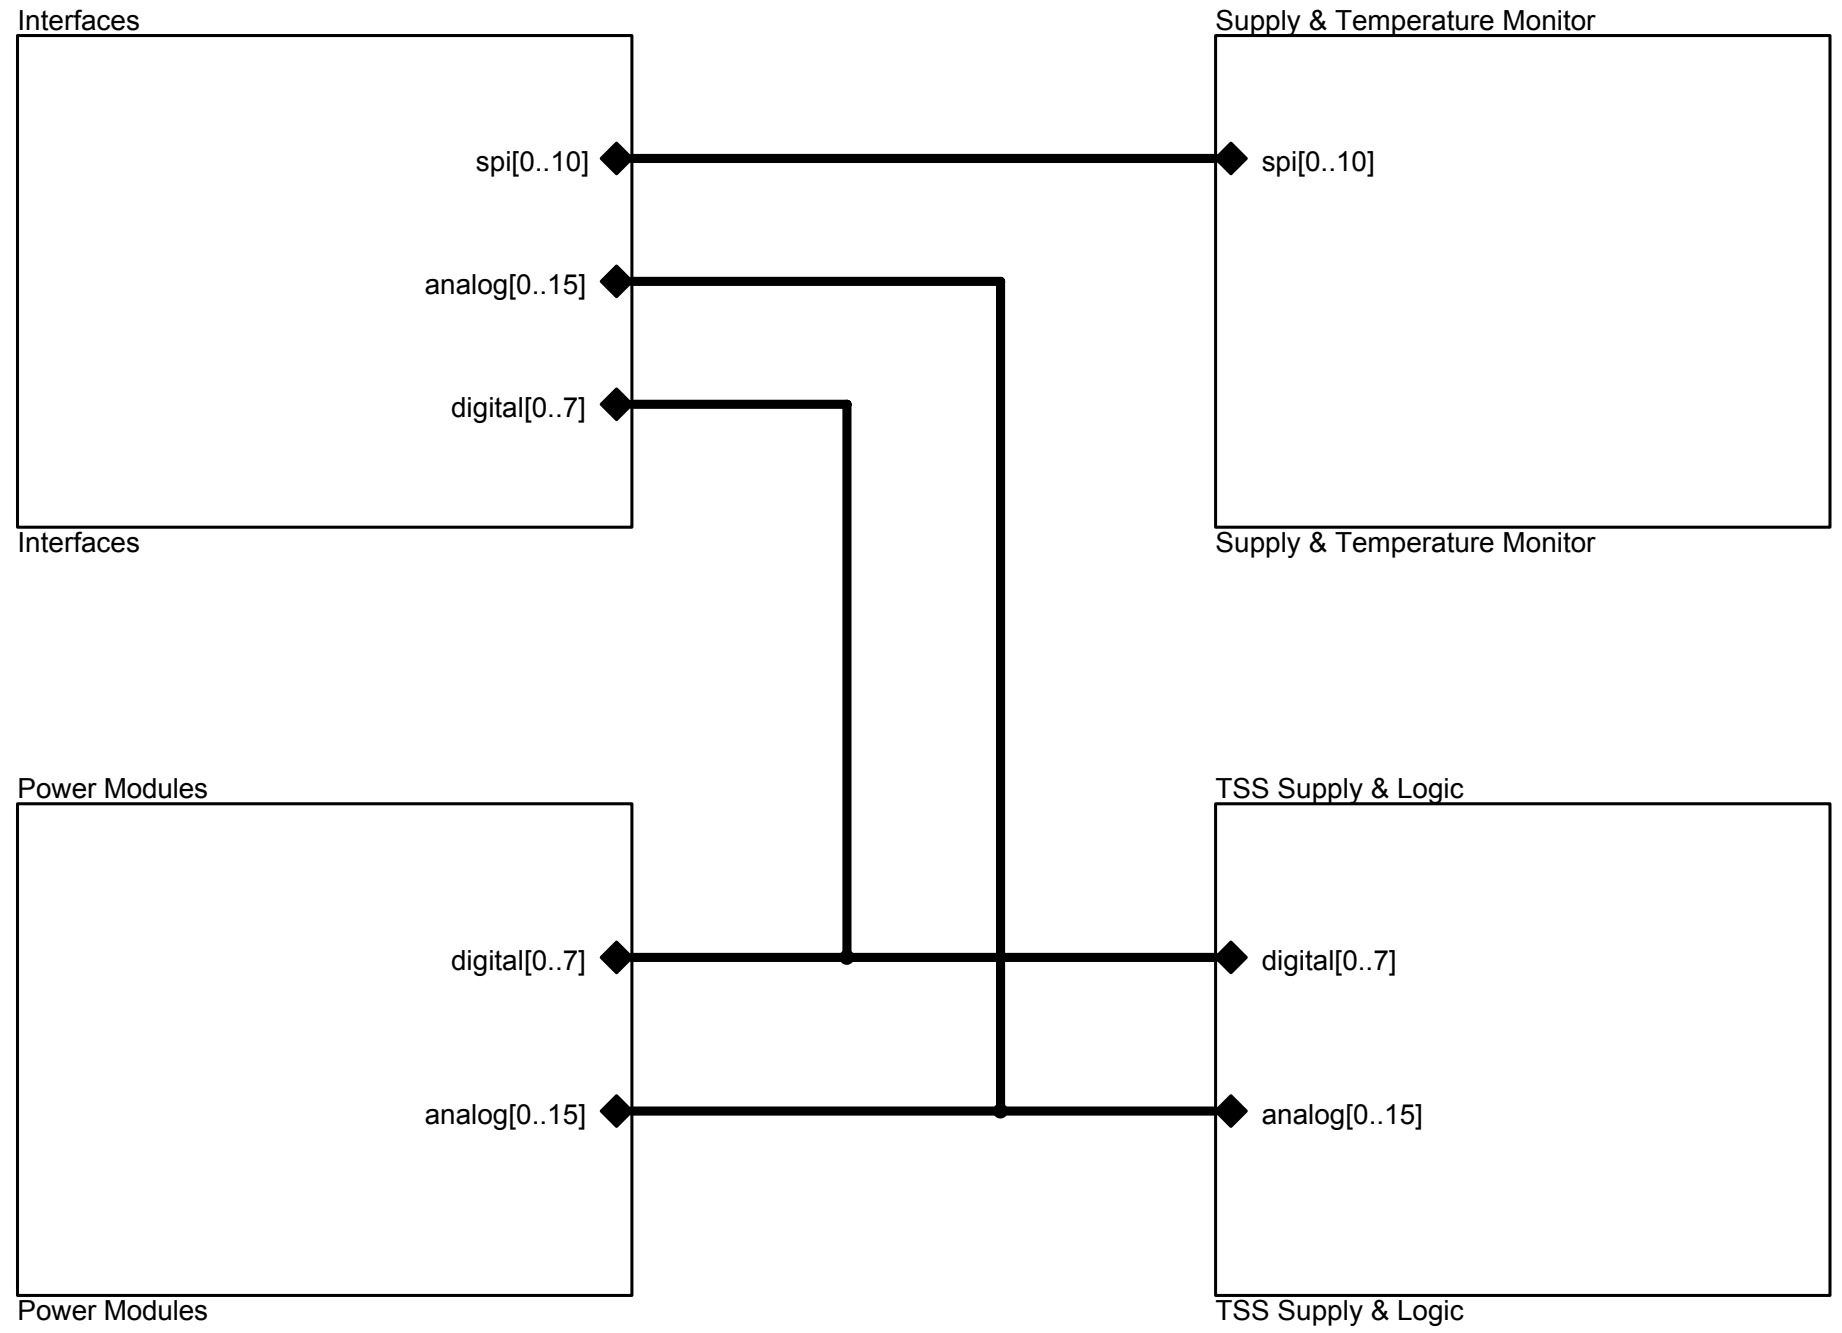 Interfaces
Supply & Temperature Monitor
spi[0..10]
spi[0..10]
analog[0..15]
digital[0..7]
Interfaces
Supply & Temperature Monitor
Power Modules
TSS Supply & Logic
digital[0..7]
digital[0..7]
analog[0..15]
analog[0..15]
Power Modules
TSS Supply & Logic